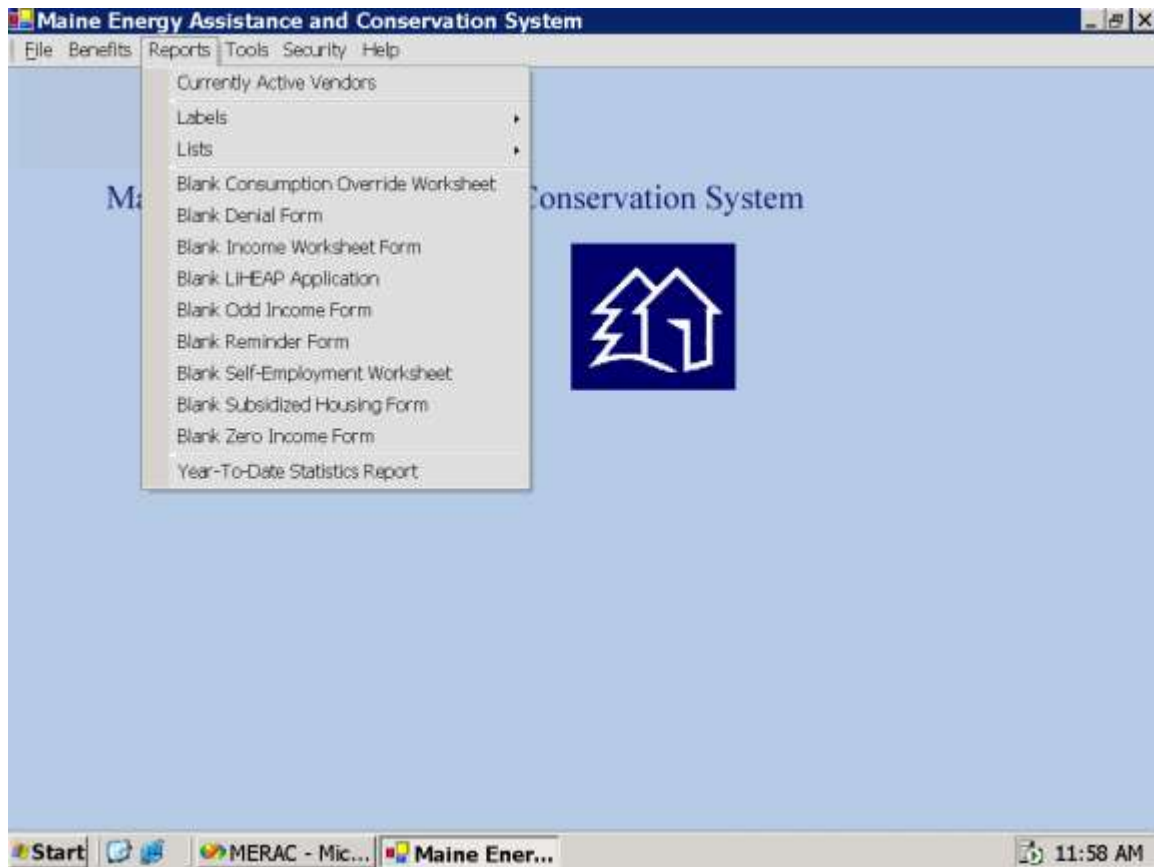 Maine Energy Assistance and Conservation System
File Benefits Reports Tools Security Help
Currently Active Vendors
Labels
Lists
Blank Consumption Override Worksheet
Blank Denial Form
Blank Income Worksheet Form
Blank LiHEAP Application
Blank Odd Income Form
Blank Reminder Form
Blank Self-Employment Worksheet
Blank Subsidized Housing Form
Blank Zero Income Form
Year-To-Date Statistics Report
Ma Conservation System
Start MERAC - Mic... Maine Ener... 11:58 AM